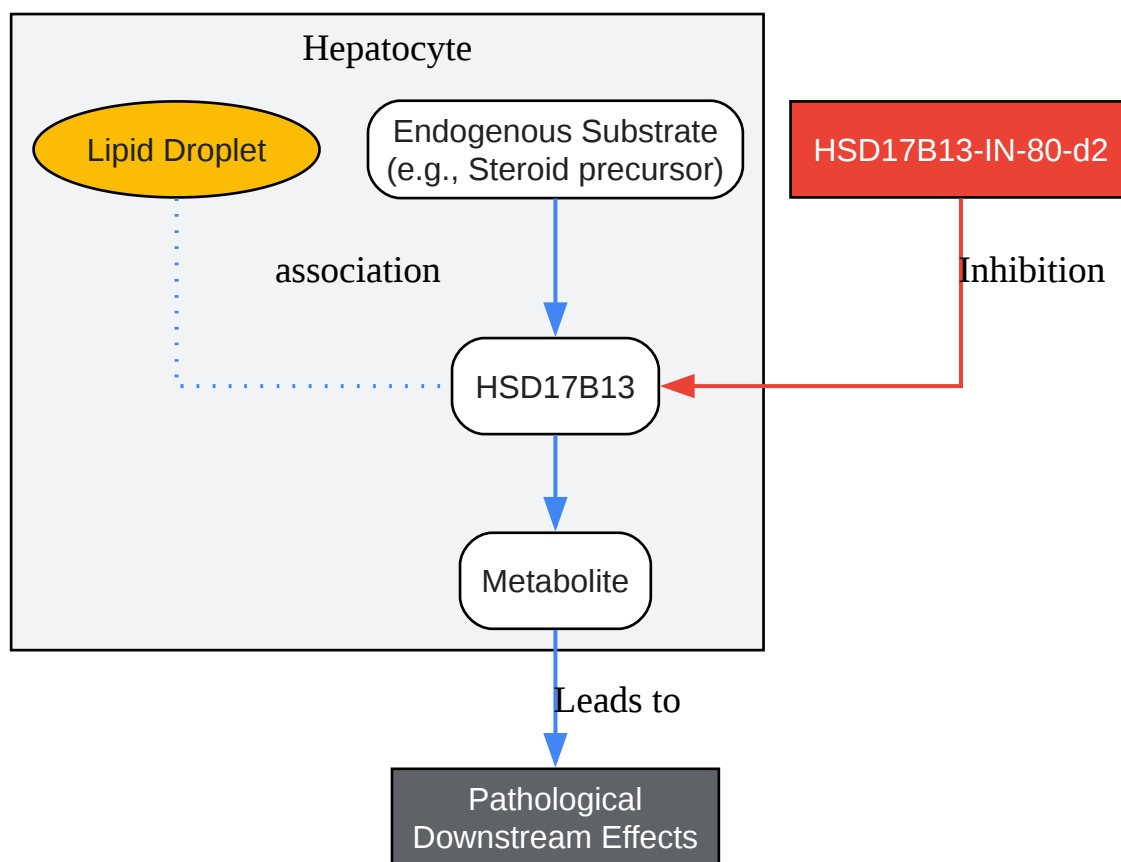 Hepatocyte
Lipid Droplet
Endogenous Substrate
(e.g., Steroid precursor)
HSD17B13-IN-80-d2
association
Inhibition
HSD17B13
Metabolite
Leads to
Pathological
Downstream Effects